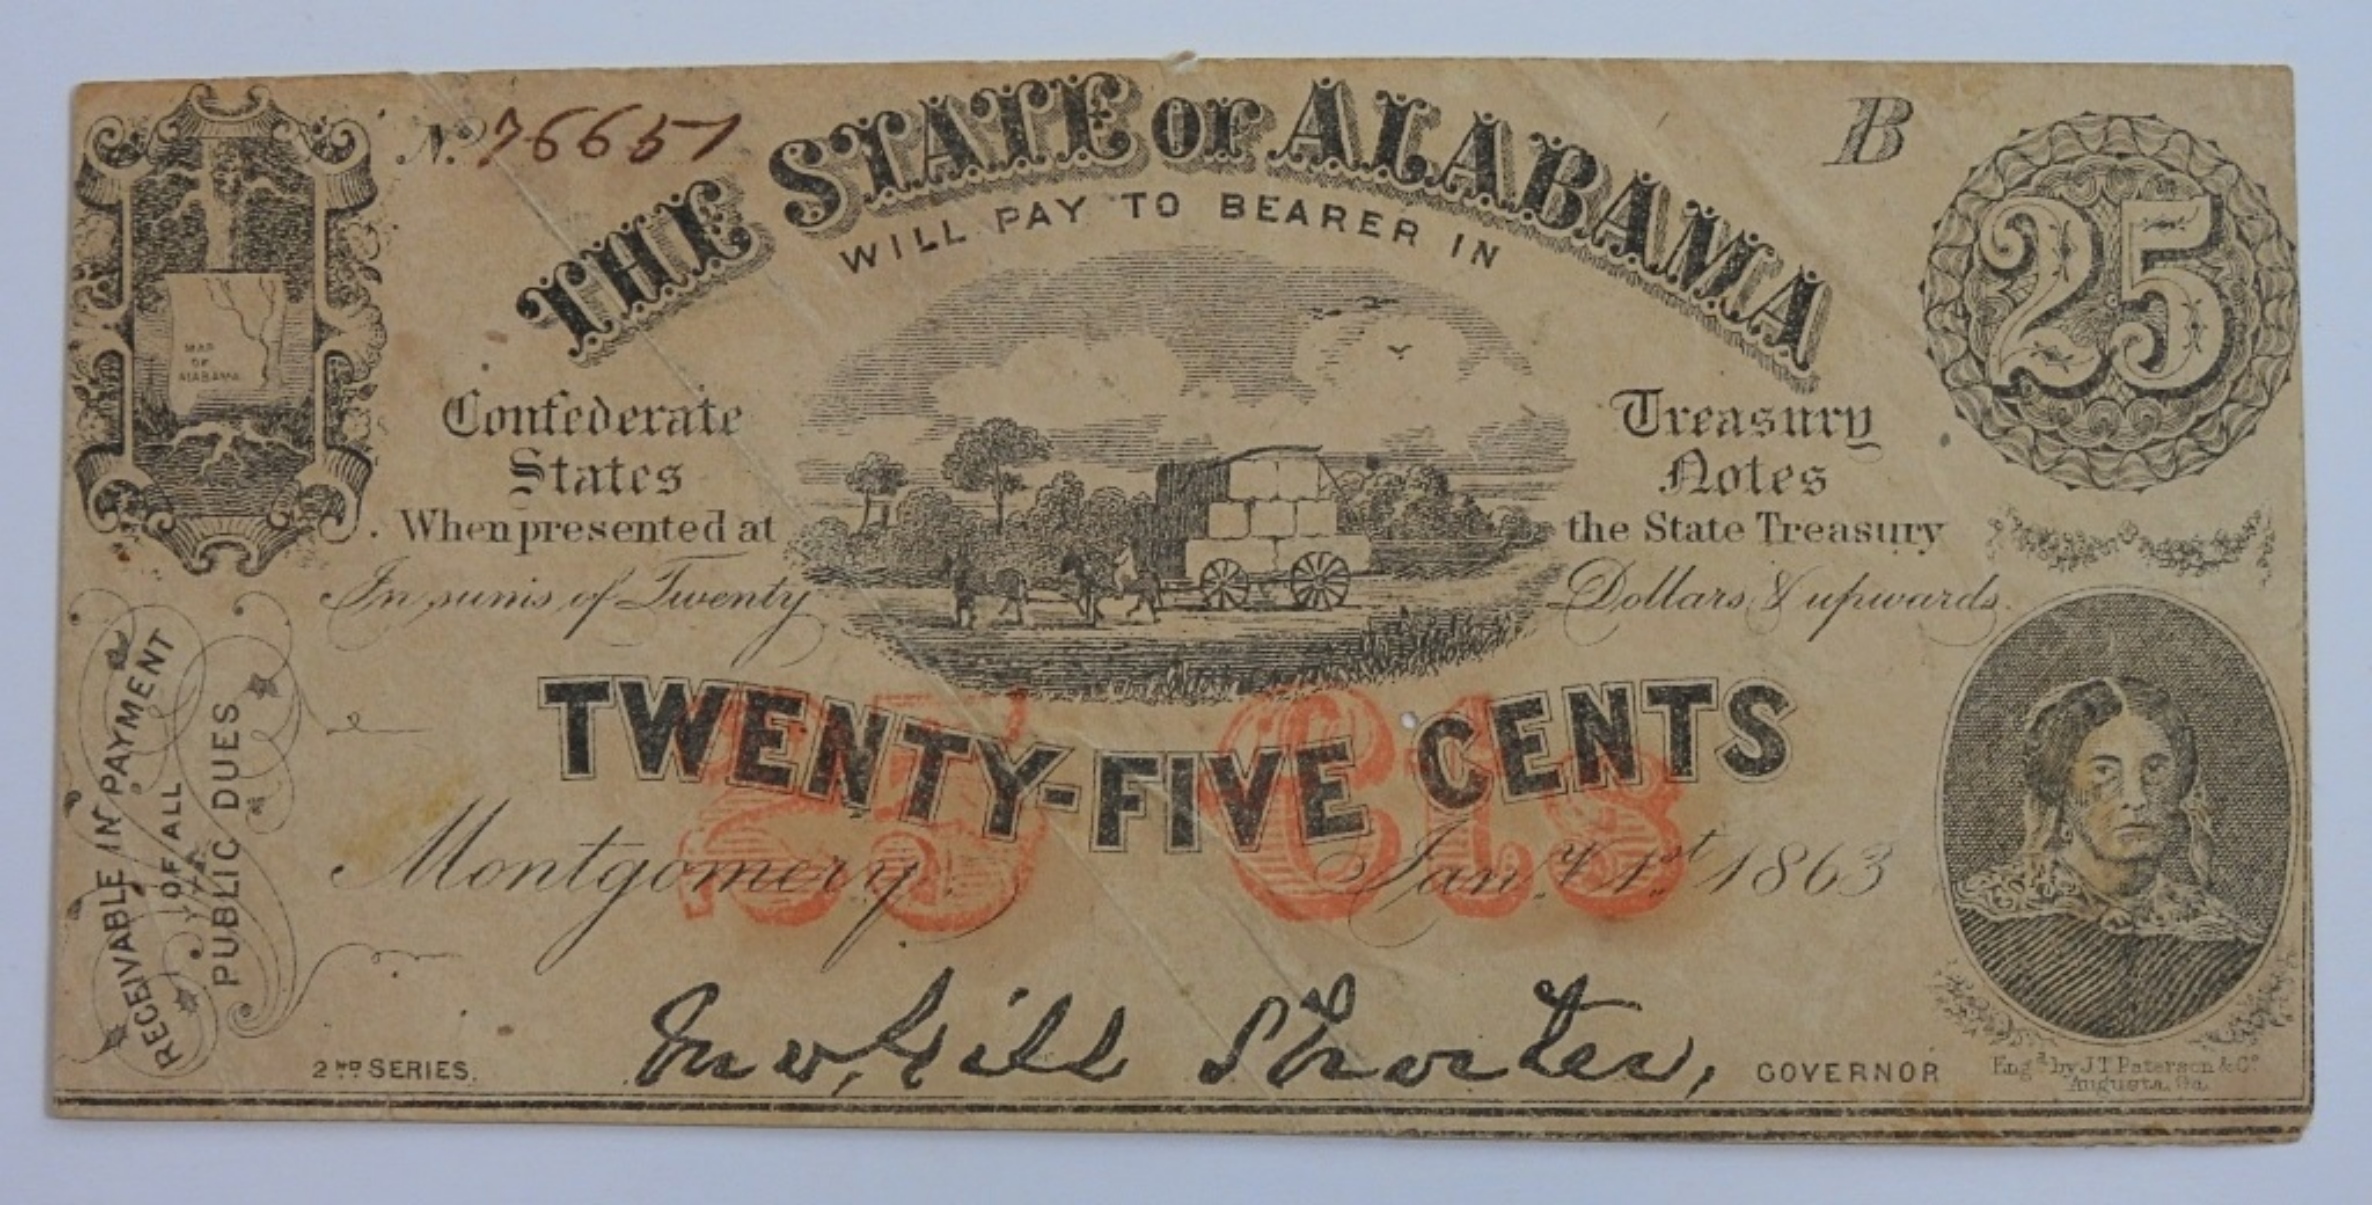 No 76651
B
THE STATE OF ALABAMA
WILL PAY TO BEARER IN
25
MAP
OF
ALABAMA
Confederate
States
Treasury
Notes
When presented at
the State Treasury
In sums of Twenty
Dollars & upwards.
TWENTY-FIVE CENTS
25 CTS
Montgomery
Jany. 1st 1863
RECEIVABLE IN PAYMENT
OF ALL
PUBLIC DUES
2ND SERIES.
Jno, Gill Shorter,
GOVERNOR
Engd by J T Paterson & Co
Augusta, Ga